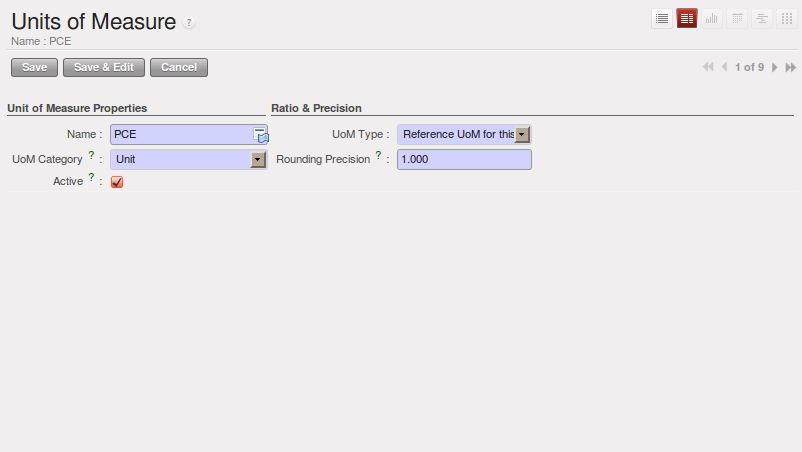 Units of Measure ?
Name : PCE
Save Save & Edit Cancel 1 of 9
Unit of Measure Properties Ratio & Precision
Name : PCE UoM Type : Reference UoM for this
UoM Category ? : Unit Rounding Precision ? : 1.000
Active ? :